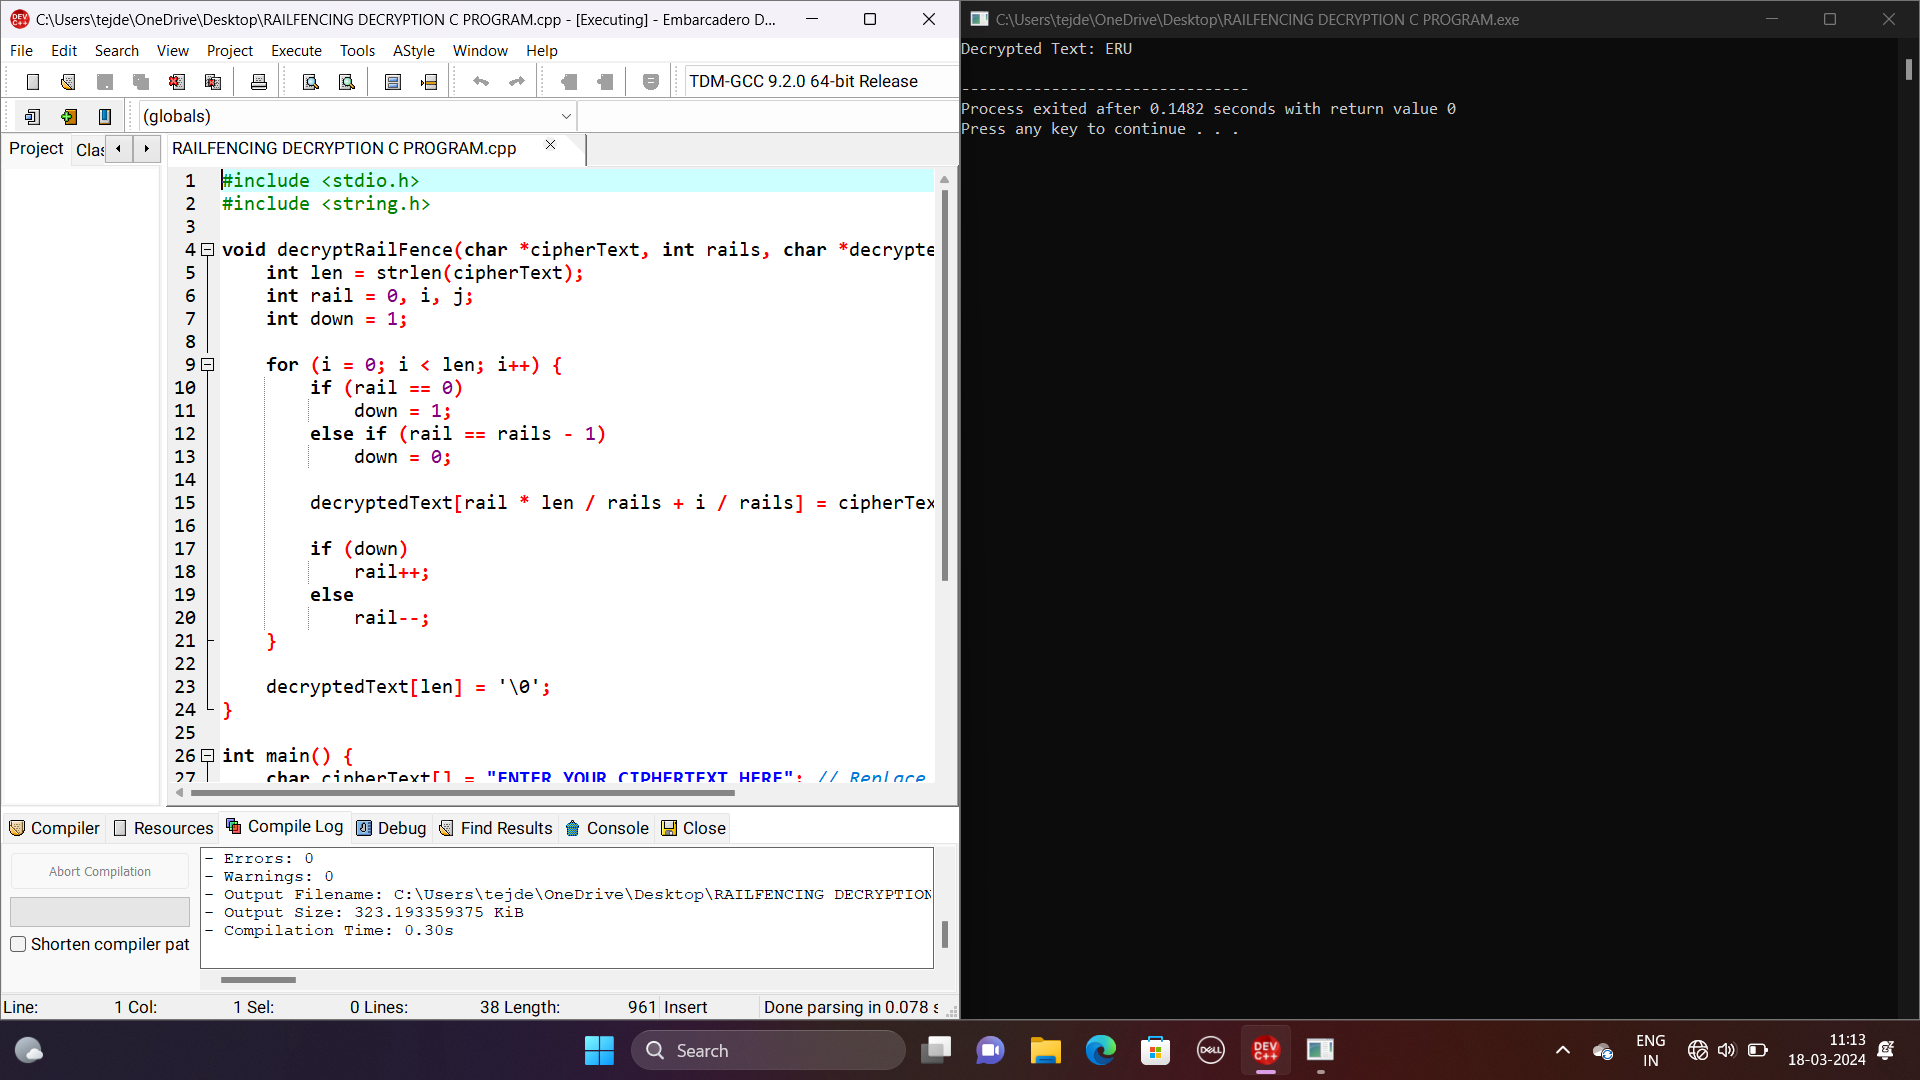 C:\Users\tejde\OneDrive\Desktop\RAILFENCING DECRYPTION C PROGRAM.cpp - [Executing] - Embarcadero D...
File Edit Search View Project Execute Tools AStyle Window Help
TDM-GCC 9.2.0 64-bit Release
(globals)
Project Clas
RAILFENCING DECRYPTION C PROGRAM.cpp
1 #include <stdio.h>
2 #include <string.h>
3
4 void decryptRailFence(char *cipherText, int rails, char *decrypte
5 int len = strlen(cipherText);
6 int rail = 0, i, j;
7 int down = 1;
8
9 for (i = 0; i < len; i++) {
10 if (rail == 0)
11 down = 1;
12 else if (rail == rails - 1)
13 down = 0;
14
15 decryptedText[rail * len / rails + i / rails] = cipherTex
16
17 if (down)
18 rail++;
19 else
20 rail--;
21 }
22
23 decryptedText[len] = '\0';
24 }
25
26 int main() {
27 char cipherText[] = "ENTER YOUR CIPHERTEXT HERE"; // Replace
Compiler Resources Compile Log Debug Find Results Console Close
Abort Compilation
Shorten compiler pat
- Errors: 0
- Warnings: 0
- Output Filename: C:\Users\tejde\OneDrive\Desktop\RAILFENCING DECRYPTION
- Output Size: 323.193359375 KiB
- Compilation Time: 0.30s
Line: 1 Col: 1 Sel: 0 Lines: 38 Length: 961 Insert Done parsing in 0.078 s
C:\Users\tejde\OneDrive\Desktop\RAILFENCING DECRYPTION C PROGRAM.exe
Decrypted Text: ERU
--------------------------------
Process exited after 0.1482 seconds with return value 0
Press any key to continue . . .
Search
DELL
DEV C++
ENG
IN
11:13
18-03-2024